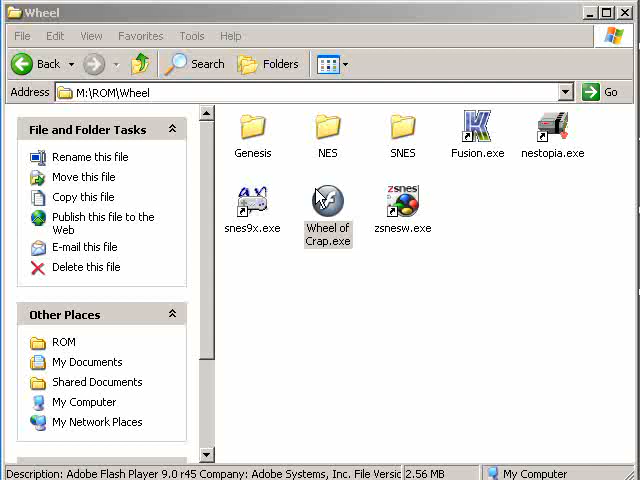 Wheel
File Edit View Favorites Tools Help
Back Search Folders
Address M:\ROM\Wheel Go
File and Folder Tasks
Rename this file
Move this file
Copy this file
Publish this file to the
Web
E-mail this file
Delete this file
Other Places
ROM
My Documents
Shared Documents
My Computer
My Network Places
Genesis NES SNES Fusion.exe nestopia.exe
snes9x.exe Wheel of zsnesw.exe
Crap.exe
Description: Adobe Flash Player 9.0 r45 Company: Adobe Systems, Inc. File Versic 2.56 MB My Computer